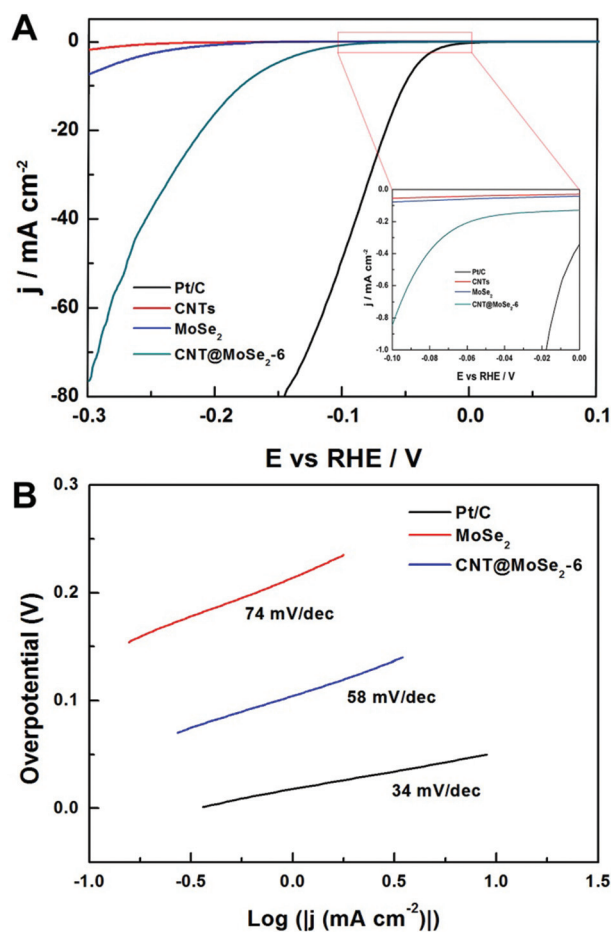 A
0
-20
-40
-60
-80
j / mA cm⁻²
Pt/C
CNTs
MoSe₂
CNT@MoSe₂-6
0.0
-0.2
-0.4
-0.6
-0.8
-1.0
j / mA cm⁻²
Pt/C
CNTs
MoSe₂
CNT@MoSe₂-6
-0.10 -0.08 -0.06 -0.04 -0.02 0.00
E vs RHE / V
-0.3 -0.2 -0.1 0.0 0.1
E vs RHE / V
B
0.3
0.2
0.1
0.0
Overpotential (V)
Pt/C
MoSe₂
CNT@MoSe₂-6
74 mV/dec
58 mV/dec
34 mV/dec
-1.0 -0.5 0.0 0.5 1.0 1.5
Log (|j (mA cm⁻²)|)